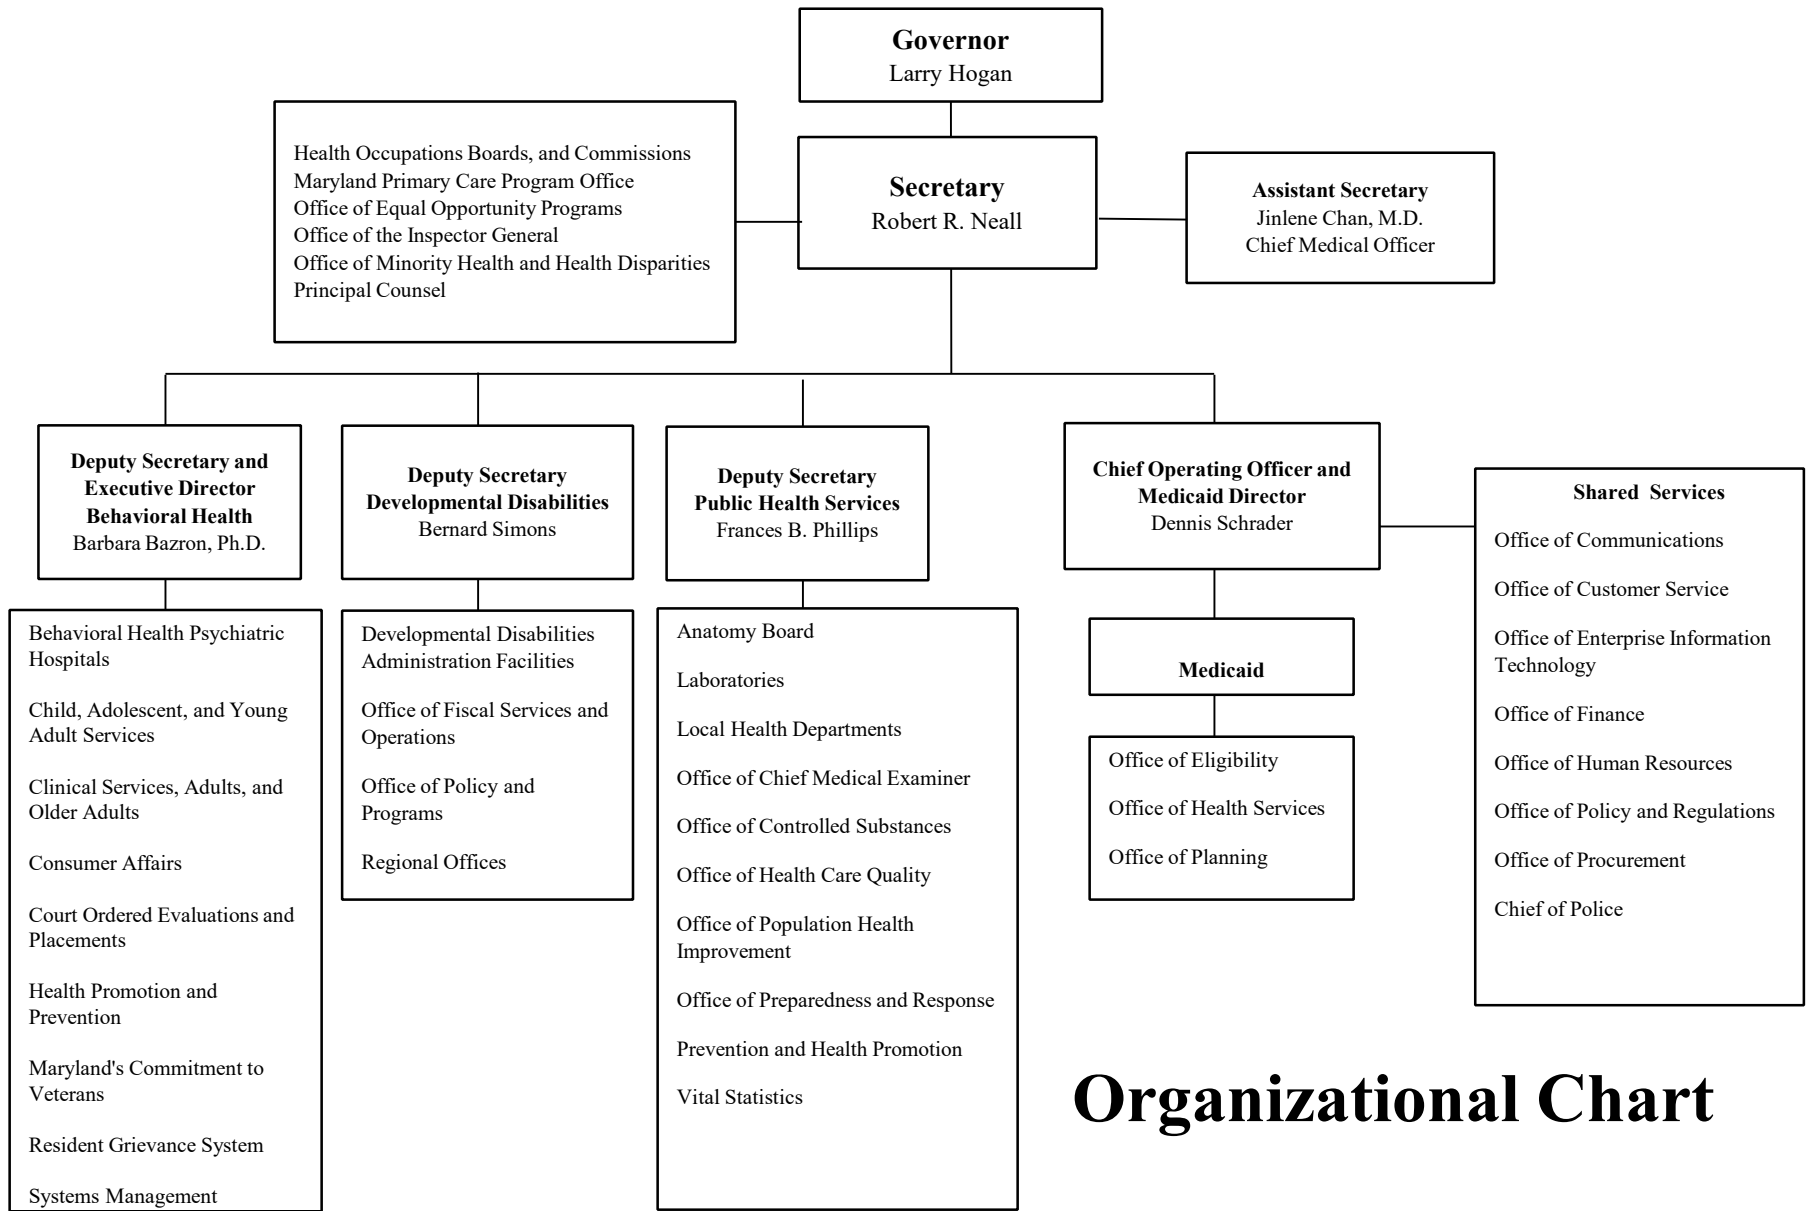 Governor
Larry Hogan
Health Occupations Boards, and Commissions
Maryland Primary Care Program Office
Office of Equal Opportunity Programs
Office of the Inspector General
Office of Minority Health and Health Disparities
Principal Counsel
Secretary
Robert R. Neall
Assistant Secretary
Jinlene Chan, M.D.
Chief Medical Officer
Deputy Secretary and
Executive Director
Behavioral Health
Barbara Bazron, Ph.D.
Deputy Secretary
Developmental Disabilities
Bernard Simons
Deputy Secretary
Public Health Services
Frances B. Phillips
Chief Operating Officer and
Medicaid Director
Dennis Schrader
Behavioral Health Psychiatric
Hospitals
Child, Adolescent, and Young
Adult Services
Clinical Services, Adults, and
Older Adults
Consumer Affairs
Court Ordered Evaluations and
Placements
Health Promotion and
Prevention
Maryland's Commitment to
Veterans
Resident Grievance System
Systems Management
Developmental Disabilities
Administration Facilities
Office of Fiscal Services and
Operations
Office of Policy and
Programs
Regional Offices
Anatomy Board
Laboratories
Local Health Departments
Office of Chief Medical Examiner
Office of Controlled Substances
Office of Health Care Quality
Office of Population Health
Improvement
Office of Preparedness and Response
Prevention and Health Promotion
Vital Statistics
Medicaid
Office of Eligibility
Office of Health Services
Office of Planning
Shared Services
Office of Communications
Office of Customer Service
Office of Enterprise Information
Technology
Office of Finance
Office of Human Resources
Office of Policy and Regulations
Office of Procurement
Chief of Police
Organizational Chart